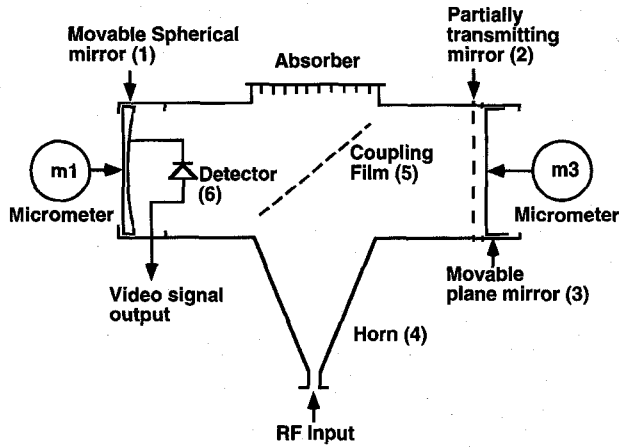 Movable Spherical
mirror (1)
Absorber
Partially
transmitting
mirror (2)
m1
Micrometer
Detector
(6)
Coupling
Film (5)
m3
Micrometer
Video signal
output
Movable
plane mirror (3)
Horn (4)
RF Input